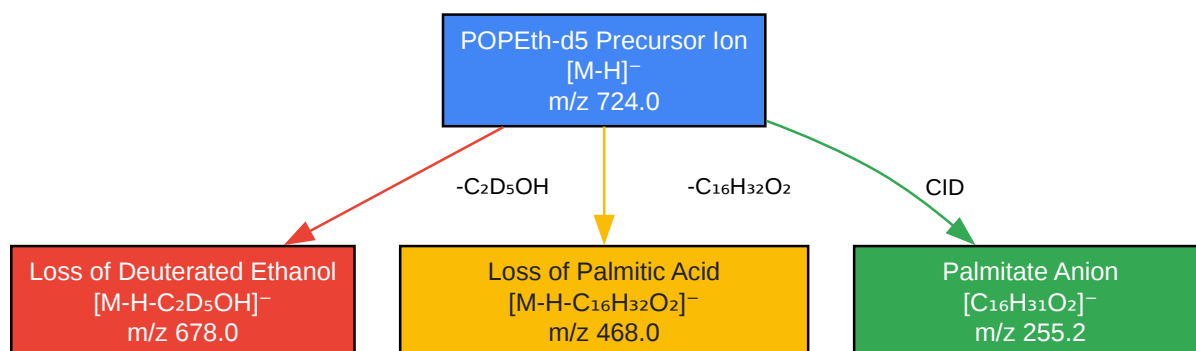 POPEth-d5 Precursor Ion
[M-H]⁻
m/z 724.0
-C₂D₅OH
-C₁₆H₃₂O₂
CID
Loss of Deuterated Ethanol
[M-H-C₂D₅OH]⁻
m/z 678.0
Loss of Palmitic Acid
[M-H-C₁₆H₃₂O₂]⁻
m/z 468.0
Palmitate Anion
[C₁₆H₃₁O₂]⁻
m/z 255.2